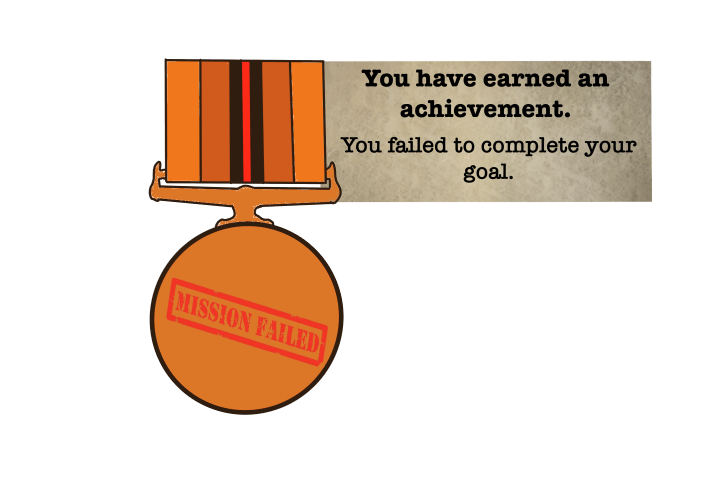 You have earned an
achievement.
You failed to complete your
goal.
MISSION FAILED